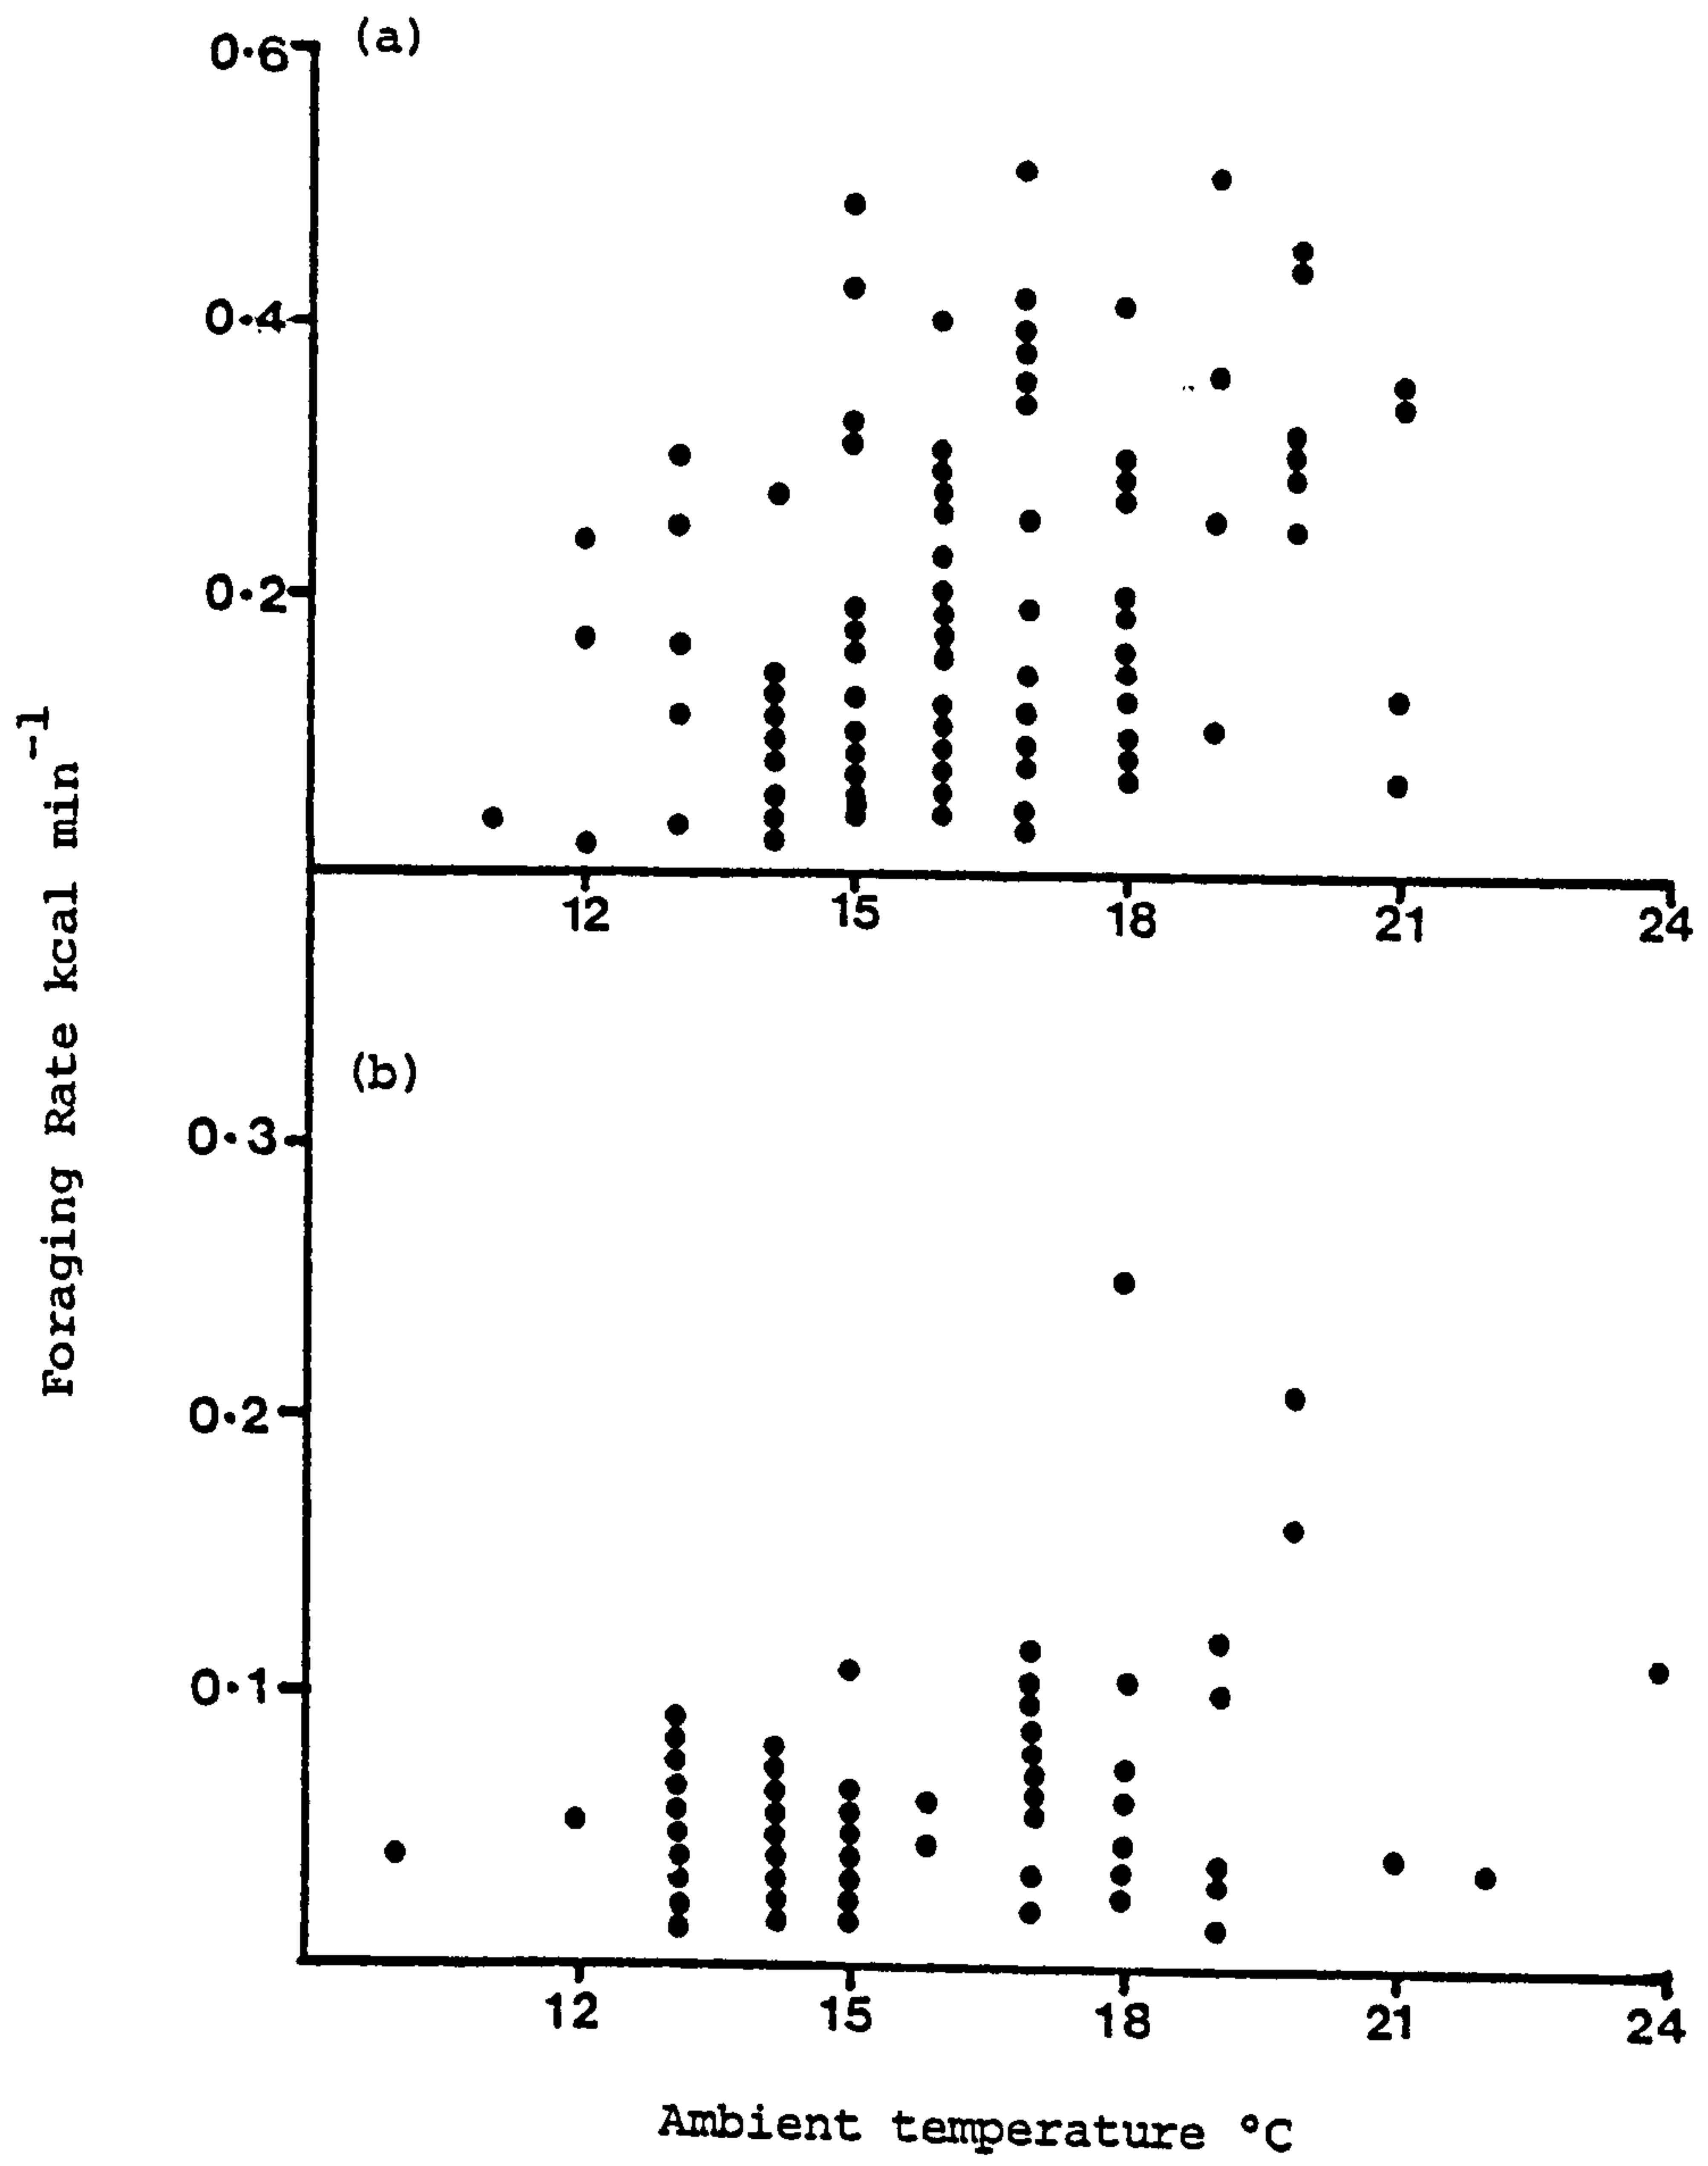 (a)
0·6
0·4
0·2
12 15 18 21 24
Foraging Rate kcal min⁻¹
(b)
0·3
0·2
0·1
12 15 18 21 24
Ambient temperature °C